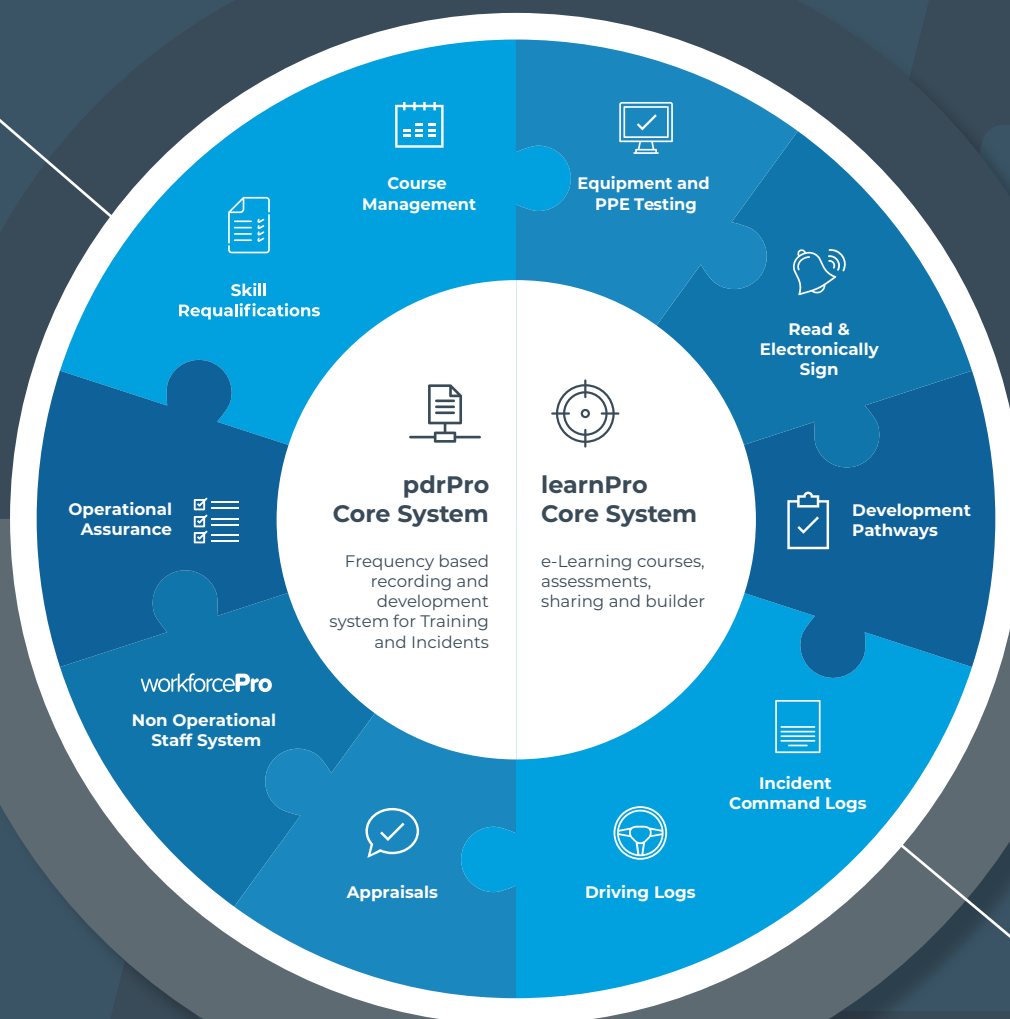 Course
Management
Equipment and
PPE Testing
Skill
Requalifications
Read &
Electronically
Sign
pdrPro
Core System
Frequency based
recording and
development
system for Training
and Incidents
learnPro
Core System
e-Learning courses,
assessments,
sharing and builder
Operational
Assurance
Development
Pathways
workforcePro
Non Operational
Staff System
Incident
Command Logs
Appraisals
Driving Logs